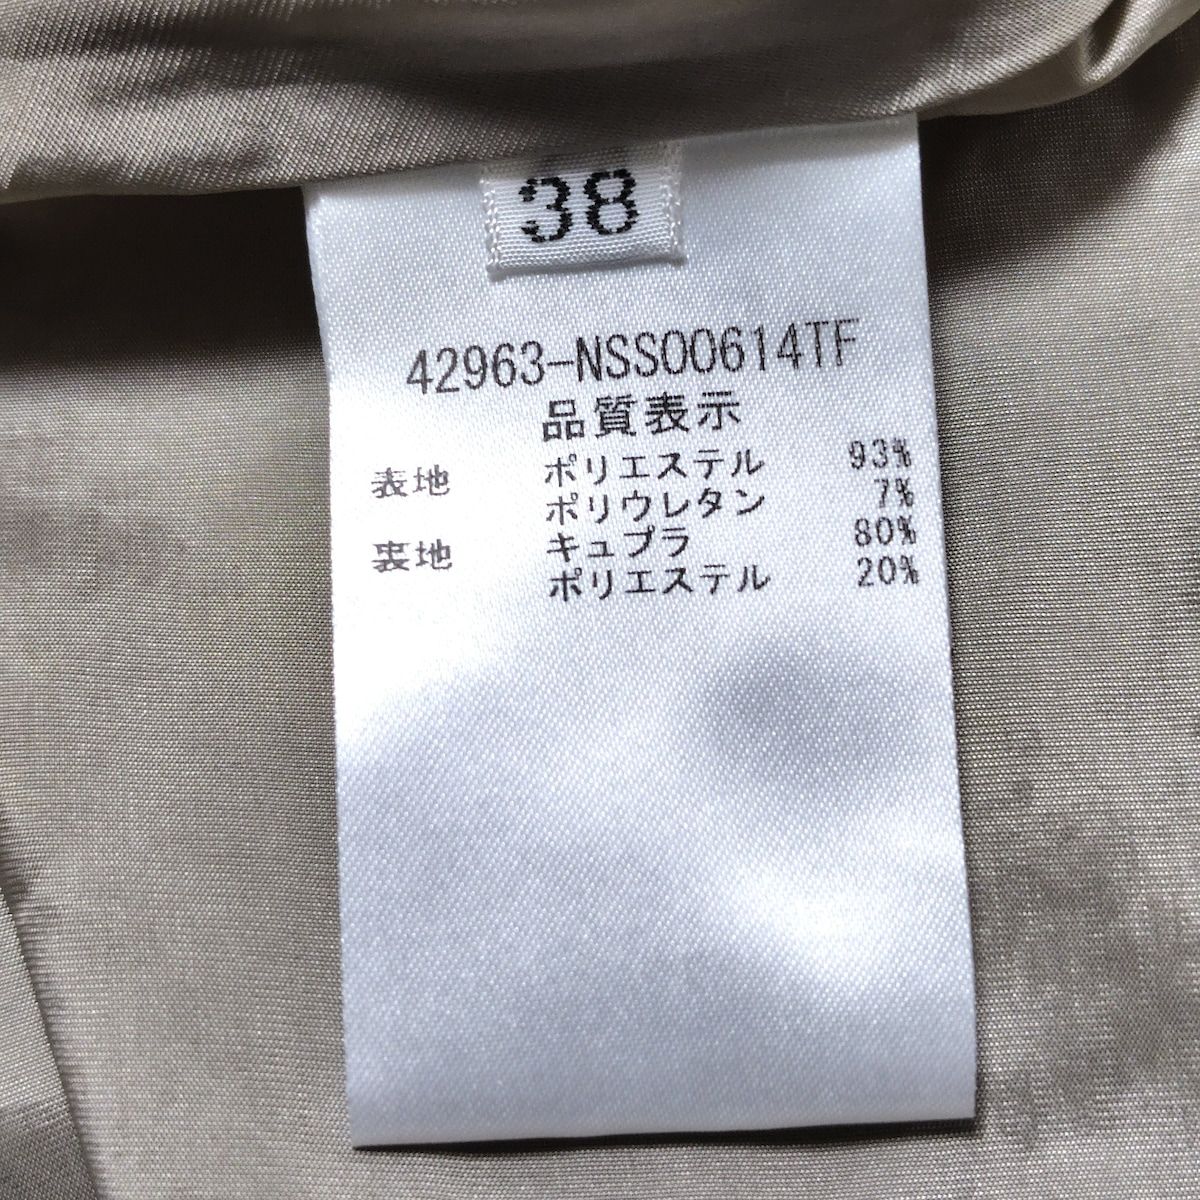 38
42963-NSS00614TF
品質表示
表地 ポリエステル 93%
ポリウレタン 7%
裏地 キュプラ 80%
ポリエステル 20%